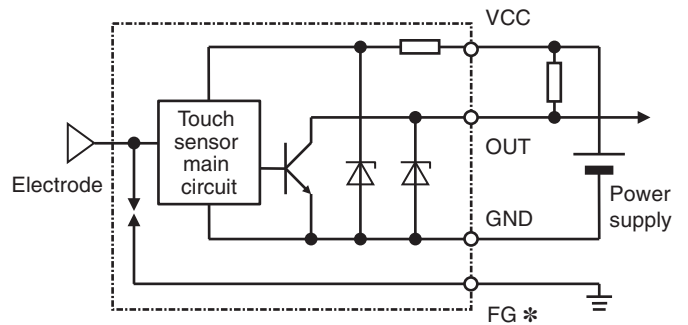 VCC
Touch
sensor
main
circuit
OUT
Electrode
Power
supply
GND
FG *